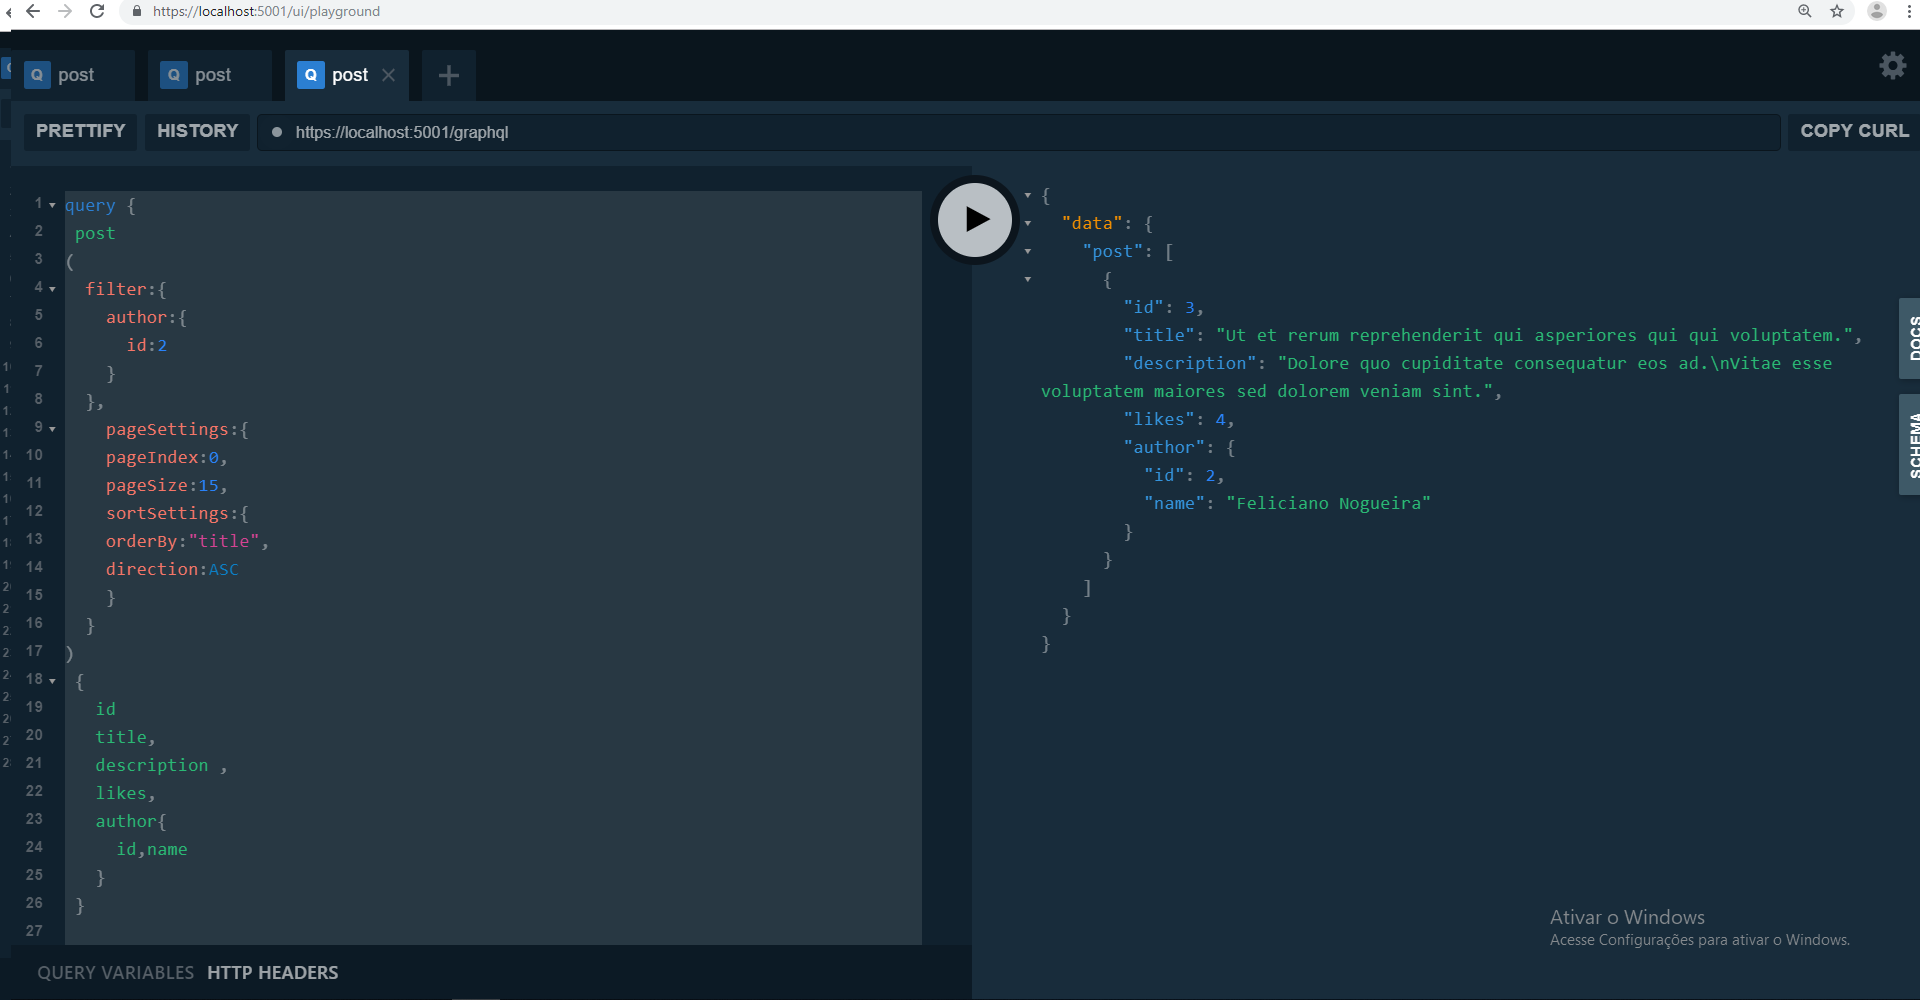 https://localhost:5001/ui/playground
Q post
Q post
Q post
PRETTIFY
HISTORY
https://localhost:5001/graphql
COPY CURL
1 query {
2 post
3 (
4 filter:{
5 author:{
6 id:2
7 }
8 },
9 pageSettings:{
10 pageIndex:0,
11 pageSize:15,
12 sortSettings:{
13 orderBy:"title",
14 direction:ASC
15 }
16 }
17 )
18 {
19 id
20 title,
21 description ,
22 likes,
23 author{
24 id,name
25 }
26 }
27
{
"data": {
"post": [
{
"id": 3,
"title": "Ut et rerum reprehenderit qui asperiores qui qui voluptatem.",
"description": "Dolore quo cupiditate consequatur eos ad.\nVitae esse
voluptatem maiores sed dolorem veniam sint.",
"likes": 4,
"author": {
"id": 2,
"name": "Feliciano Nogueira"
}
}
]
}
}
DOCS
SCHEMA
Ativar o Windows
Acesse Configurações para ativar o Windows.
QUERY VARIABLES
HTTP HEADERS